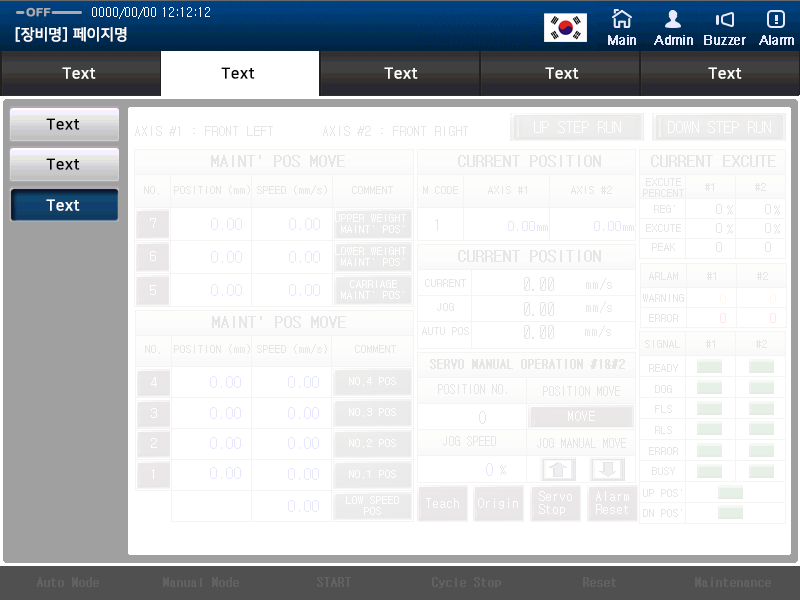 OFF 0000/00/00 12:12:12
[장비명] 페이지명
Main Admin Buzzer Alarm
Text Text Text Text Text
Text
Text
Text
AXIS #1 : FRONT LEFT AXIS #2 : FRONT RIGHT UP STEP RUN DOWN STEP RUN
MAINT' POS MOVE
NO. POSITION (mm) SPEED (mm/s) COMMENT
7 0.00 0.00 UPPER WEIGHT MAINT' POS'
6 0.00 0.00 LOWER WEIGHT MAINT' POS'
5 0.00 0.00 CARRIAGE MAINT' POS'
MAINT' POS MOVE
NO. POSITION (mm) SPEED (mm/s) COMMENT
4 0.00 0.00 NO.4 POS
3 0.00 0.00 NO.3 POS
2 0.00 0.00 NO.2 POS
1 0.00 0.00 NO.1 POS
0.00 LOW SPEED POS
CURRENT POSITION
M CODE AXIS #1 AXIS #2
1 0.00mm 0.00mm
CURRENT POSITION
CURRENT 0.00 mm/s
JOG 0.00 mm/s
AUTU POS 0.00 mm/s
SERVO MANUAL OPERATION #1&#2
POSITION NO. POSITION MOVE
0 MOVE
JOG SPEED JOG MANUAL MOVE
0 %
Teach Origin Servo Stop Alarm Reset
CURRENT EXCUTE
EXCUTE PERCENT #1 #2
REG' 0 % 0 %
EXCUTE 0 % 0 %
PEAK 0 0
ARLAM #1 #2
WARNING 0 0
ERROR 0 0
SIGNAL #1 #2
READY
DOG
FLS
RLS
ERROR
BUSY
UP POS'
DN POS'
Auto Mode Manual Mode START Cycle Stop Reset Maintenance